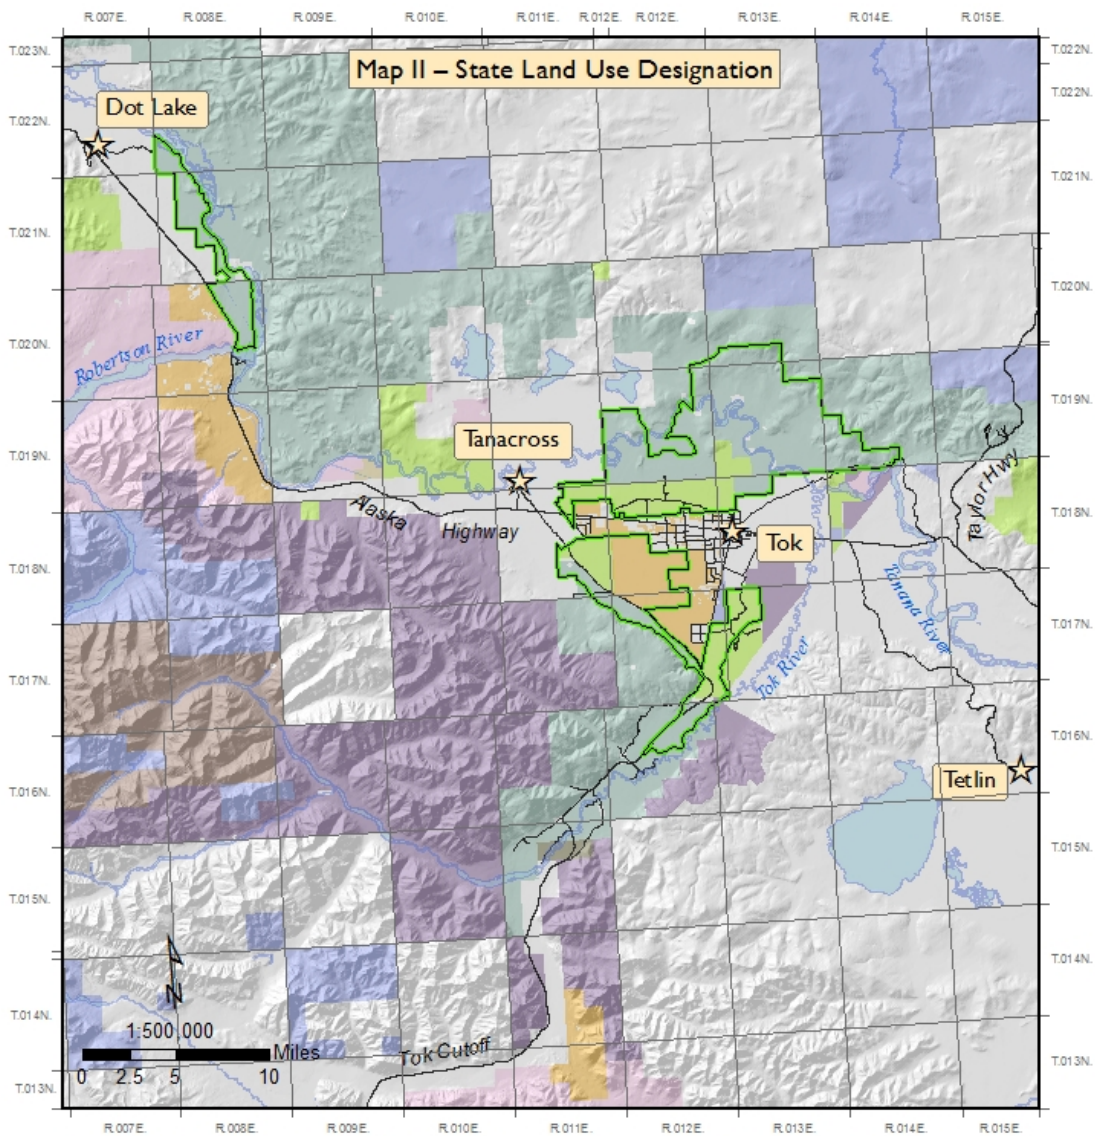 R.007E. R.008E. R.009E. R.010E. R.011E. R.012E. R.012E. R.013E. R.014E. R.015E.
T.023N.
T.022N.
Map II – State Land Use Designation
T.022N.
Dot Lake
T.022N.
T.021N.
T.021N.
T.020N.
Robertson River
T.020N.
T.019N.
Tanacross
T.019N.
Taylor Hwy
Alaska
Highway
T.018N.
Tok
T.018N.
Tanana River
T.017N.
Tok River
T.017N.
T.016N.
Tetlin
T.016N.
T.015N.
T.015N.
T.014N.
N
T.014N.
1:500 000
Miles
0 2.5 5 10
Tok Cutoff
T.013N.
T.013N.
R.007E. R.008E. R.009E. R.010E. R.011E. R.012E. R.013E. R.014E. R.015E.